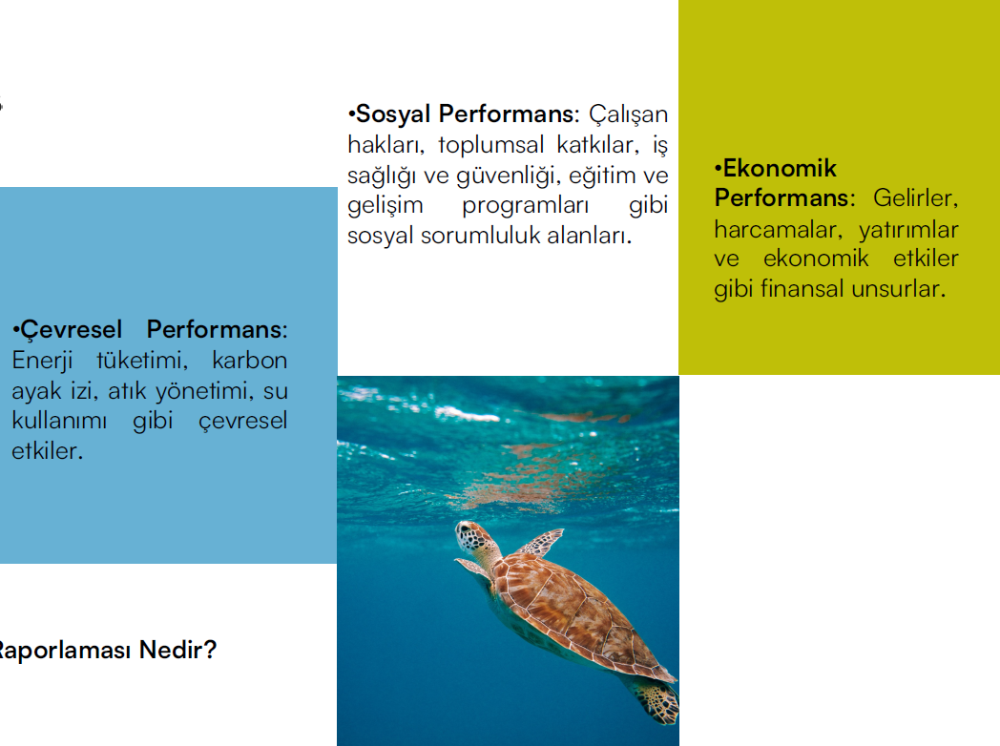 •Sosyal Performans: Çalışan
hakları, toplumsal katkılar, iş
sağlığı ve güvenliği, eğitim ve
gelişim programları gibi
sosyal sorumluluk alanları.
•Ekonomik
Performans: Gelirler,
harcamalar, yatırımlar
ve ekonomik etkiler
gibi finansal unsurlar.
•Çevresel Performans:
Enerji tüketimi, karbon
ayak izi, atık yönetimi, su
kullanımı gibi çevresel
etkiler.
Raporlaması Nedir?